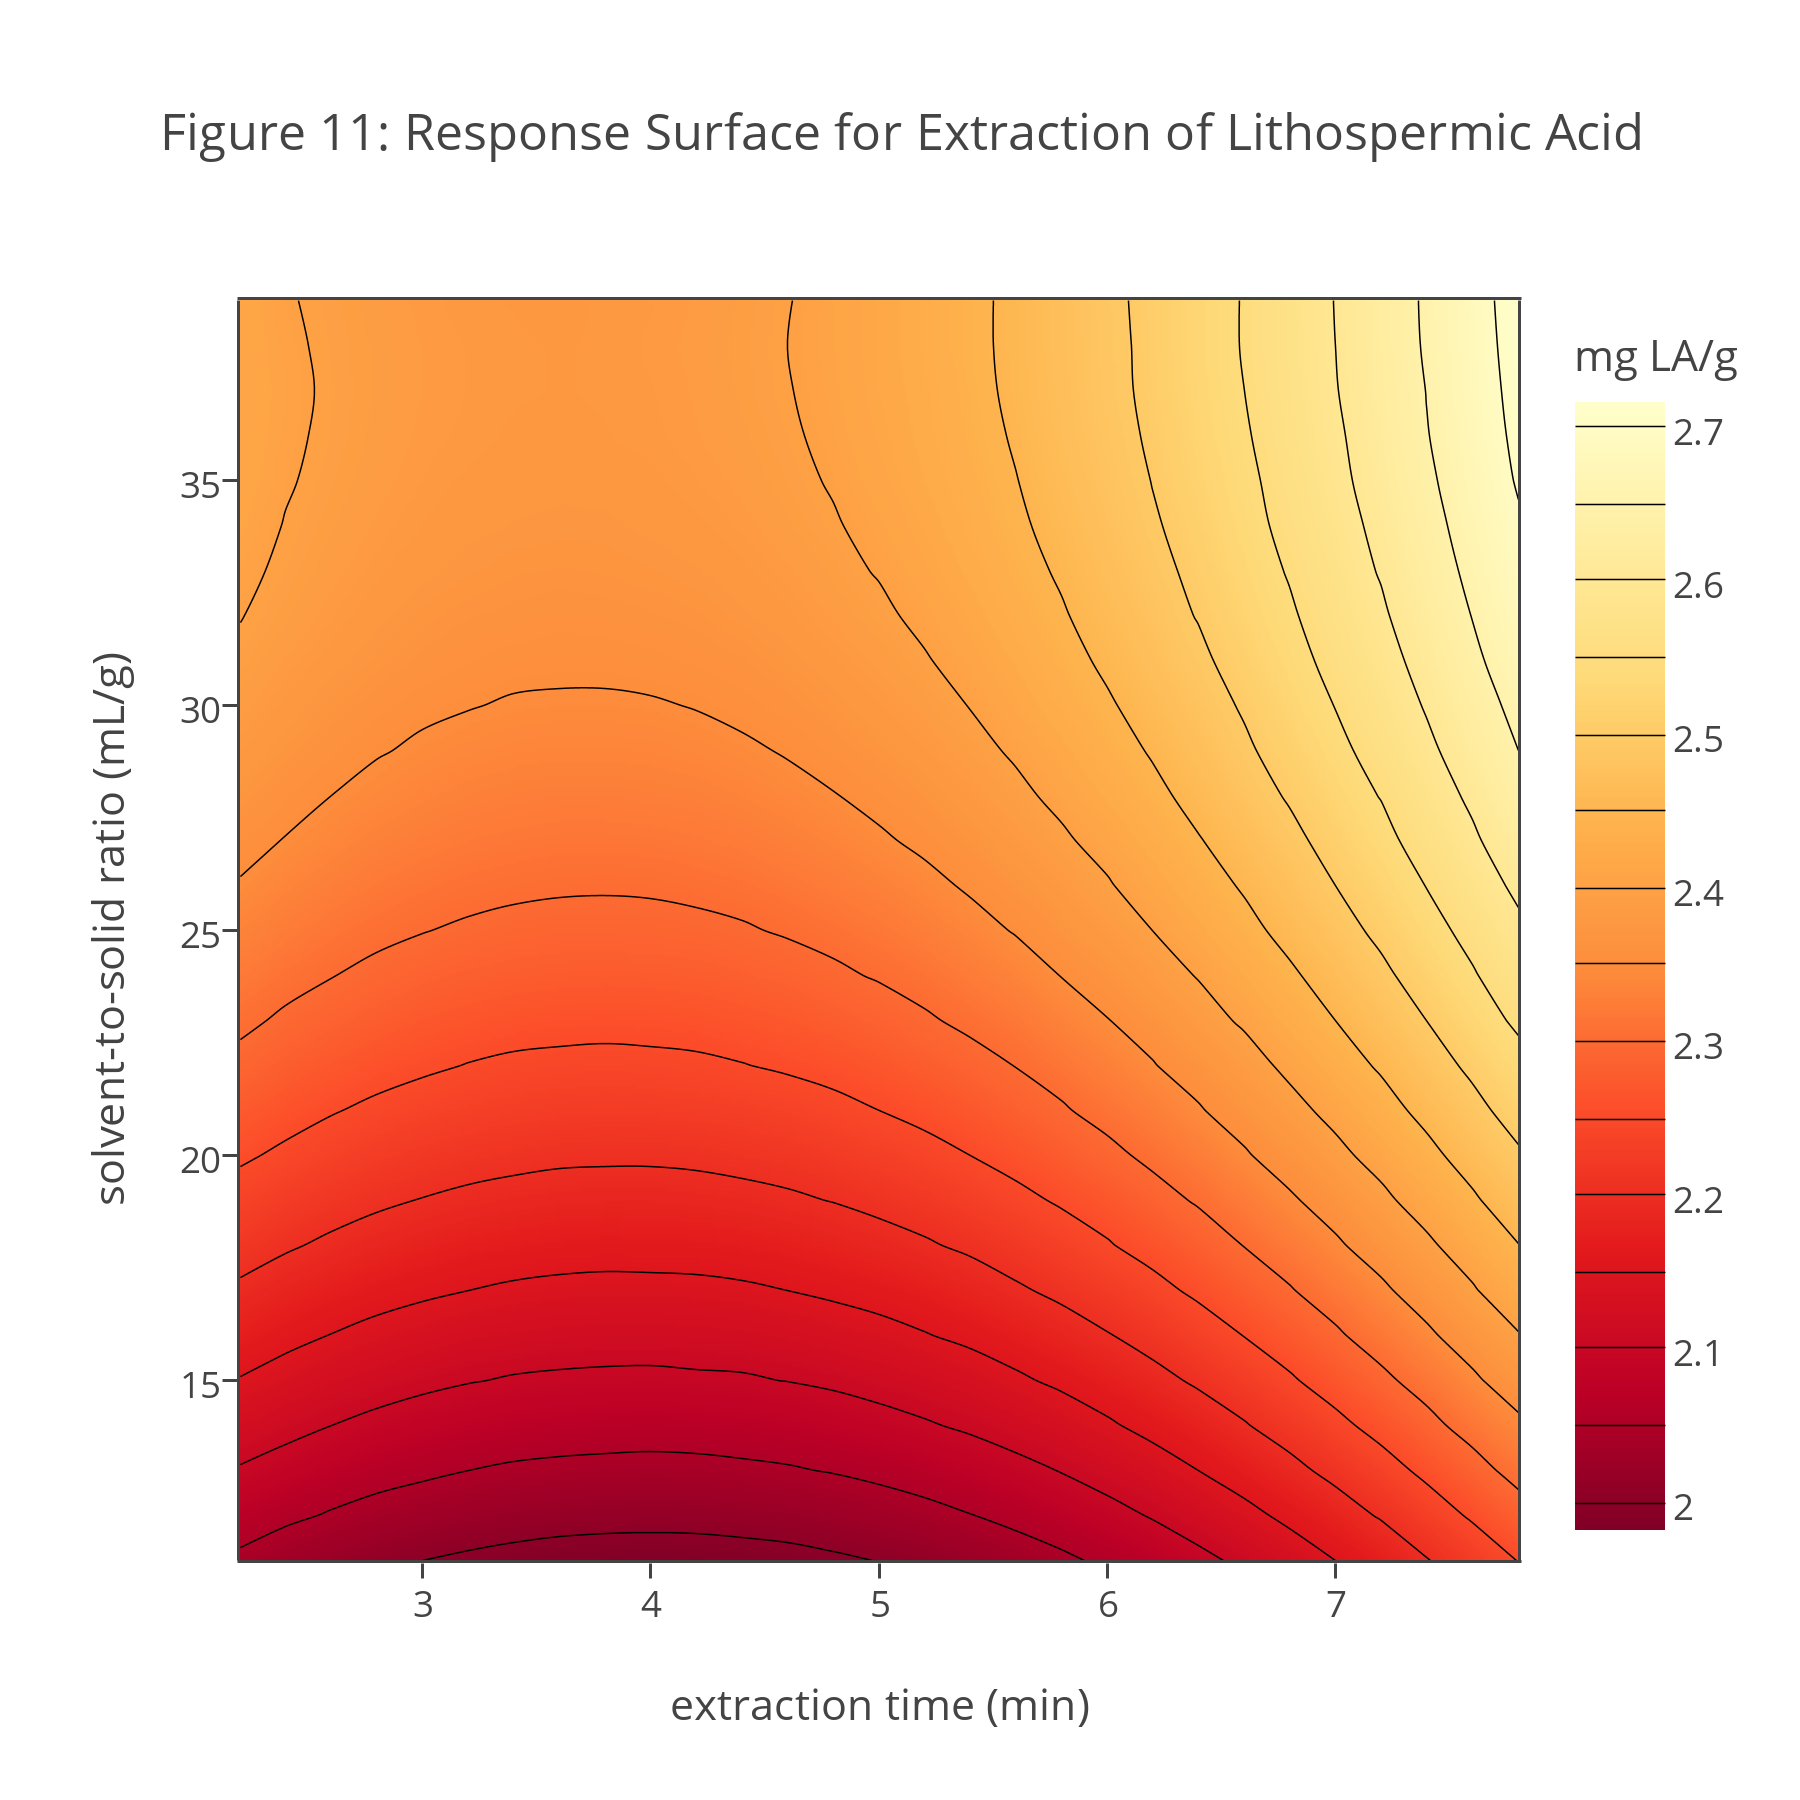 Figure 11: Response Surface for Extraction of Lithospermic Acid
mg LA/g
2.7
2.6
2.5
2.4
2.3
2.2
2.1
2
solvent-to-solid ratio (mL/g)
35
30
25
20
15
3 4 5 6 7
extraction time (min)